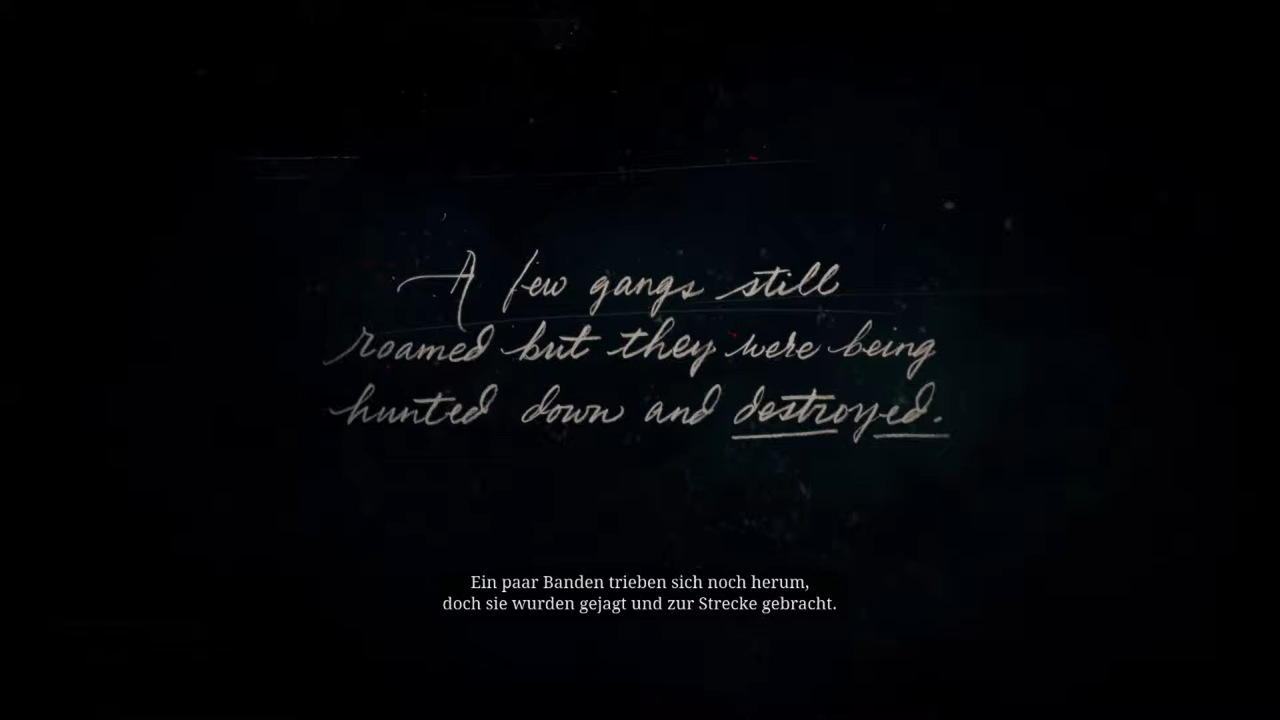 A few gangs still
roamed but they were being
hunted down and destroyed.
Ein paar Banden trieben sich noch herum,
doch sie wurden gejagt und zur Strecke gebracht.